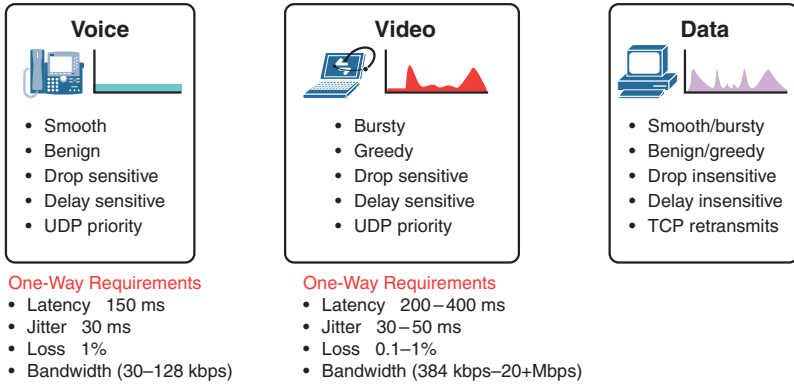 Voice
• Smooth
• Benign
• Drop sensitive
• Delay sensitive
• UDP priority
One-Way Requirements
• Latency 150 ms
• Jitter 30 ms
• Loss 1%
• Bandwidth (30–128 kbps)
Video
• Bursty
• Greedy
• Drop sensitive
• Delay sensitive
• UDP priority
One-Way Requirements
• Latency 200–400 ms
• Jitter 30–50 ms
• Loss 0.1–1%
• Bandwidth (384 kbps–20+Mbps)
Data
• Smooth/bursty
• Benign/greedy
• Drop insensitive
• Delay insensitive
• TCP retransmits